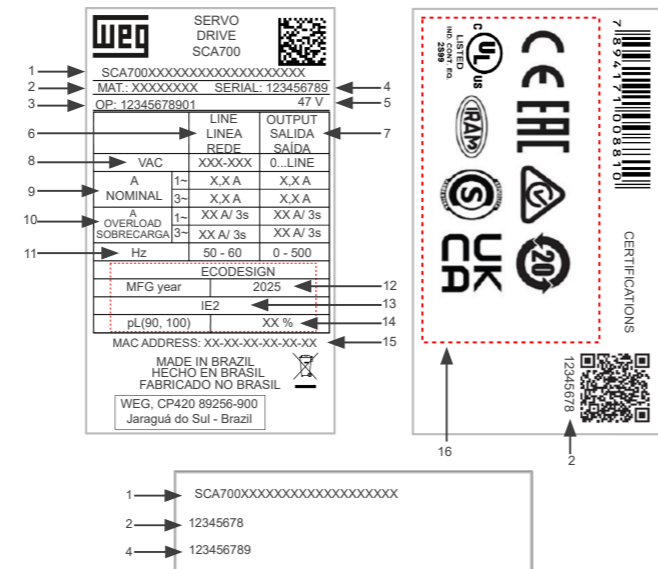 weg
SERVO
DRIVE
SCA700
1
SCA700XXXXXXXXXXXXXXXXXXX
2
MAT.: XXXXXXXX SERIAL: 123456789
4
3
OP: 12345678901 47 V
5
6
LINE
LINEA
REDE
OUTPUT
SALIDA
SAÍDA
7
8
VAC XXX-XXX 0...LINE
9
A
NOMINAL
1~ X,X A X,X A
3~ X,X A X,X A
10
A
OVERLOAD
SOBRECARGA
1~ XX A/ 3s XX A/ 3s
3~ XX A/ 3s XX A/ 3s
11
Hz 50 - 60 0 - 500
ECODESIGN
MFG year 2025
12
IE2
13
pL(90, 100) XX %
14
MAC ADDRESS: XX-XX-XX-XX-XX-XX
15
MADE IN BRAZIL
HECHO EN BRASIL
FABRICADO NO BRASIL
WEG, CP420 89256-900
Jaraguá do Sul - Brazil
C UL US
LISTED
IND. CONT. EQ.
2S99
IRAM
CE
EAC
UK
CA
20
7894171008810
CERTIFICATIONS
12345678
16
2
1
SCA700XXXXXXXXXXXXXXXXXXX
2
12345678
4
123456789